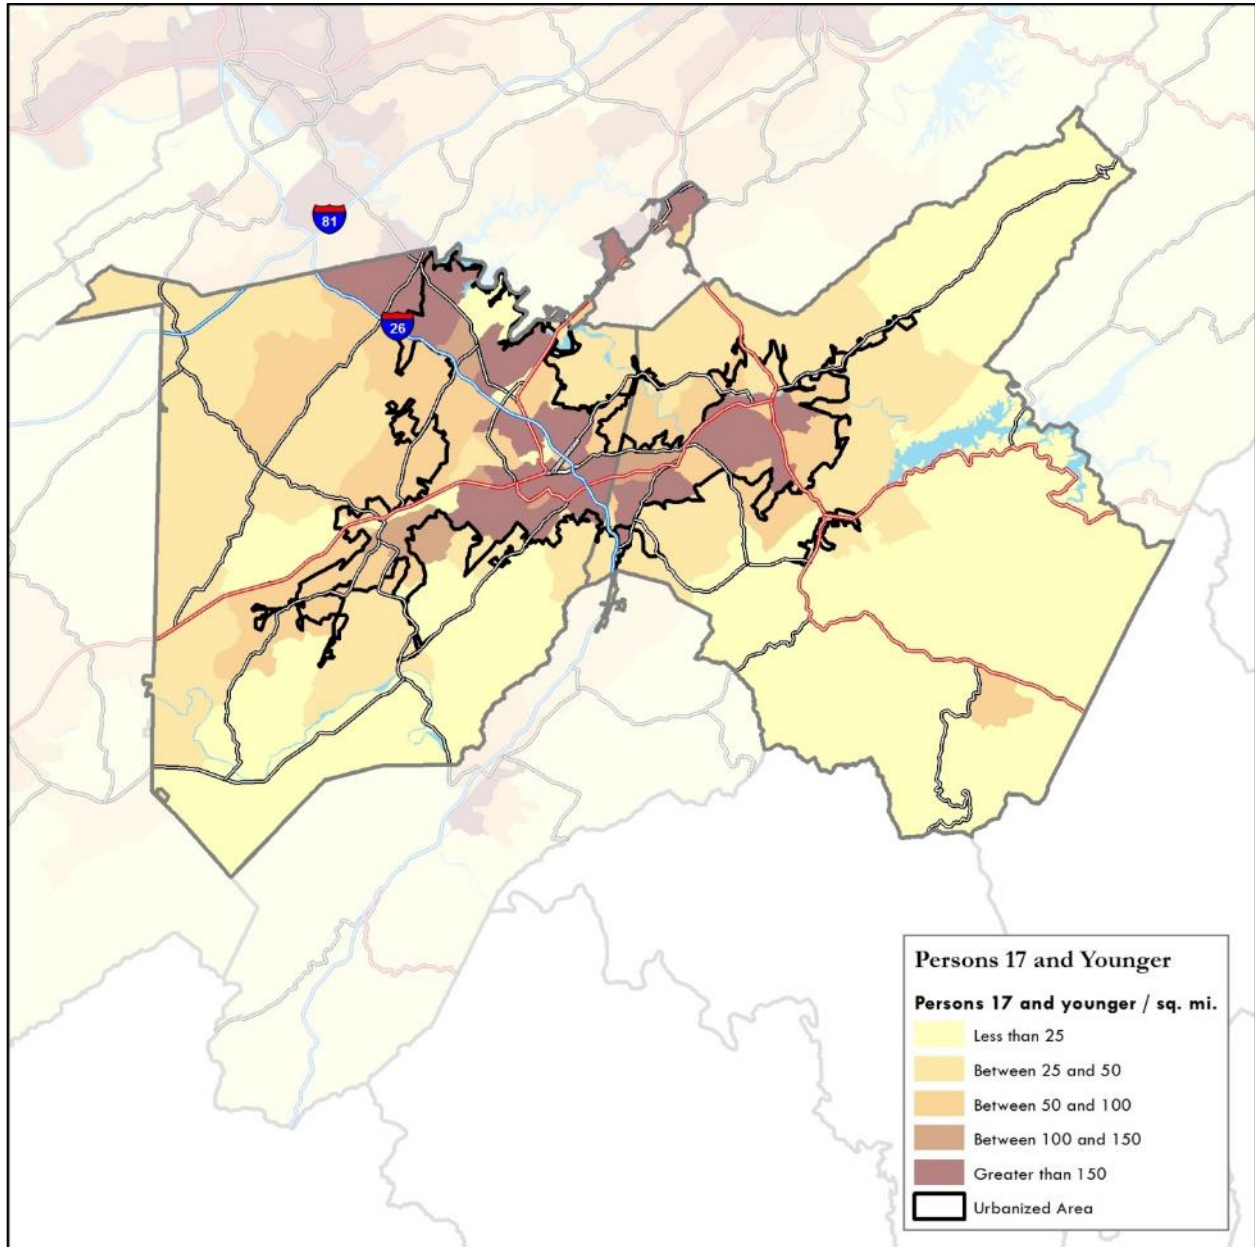 81
26
Persons 17 and Younger
Persons 17 and younger / sq. mi.
Less than 25
Between 25 and 50
Between 50 and 100
Between 100 and 150
Greater than 150
Urbanized Area